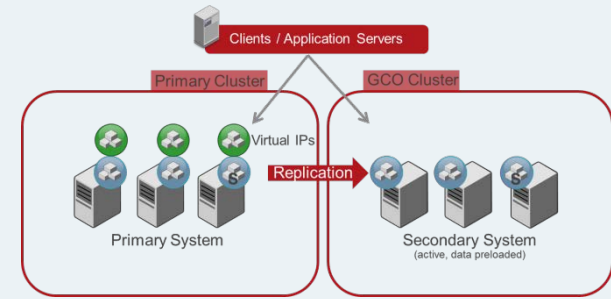 Clients / Application Servers
Primary Cluster
GCO Cluster
Virtual IPs
S
Replication
S
Primary System
Secondary System
(active, data preloaded)